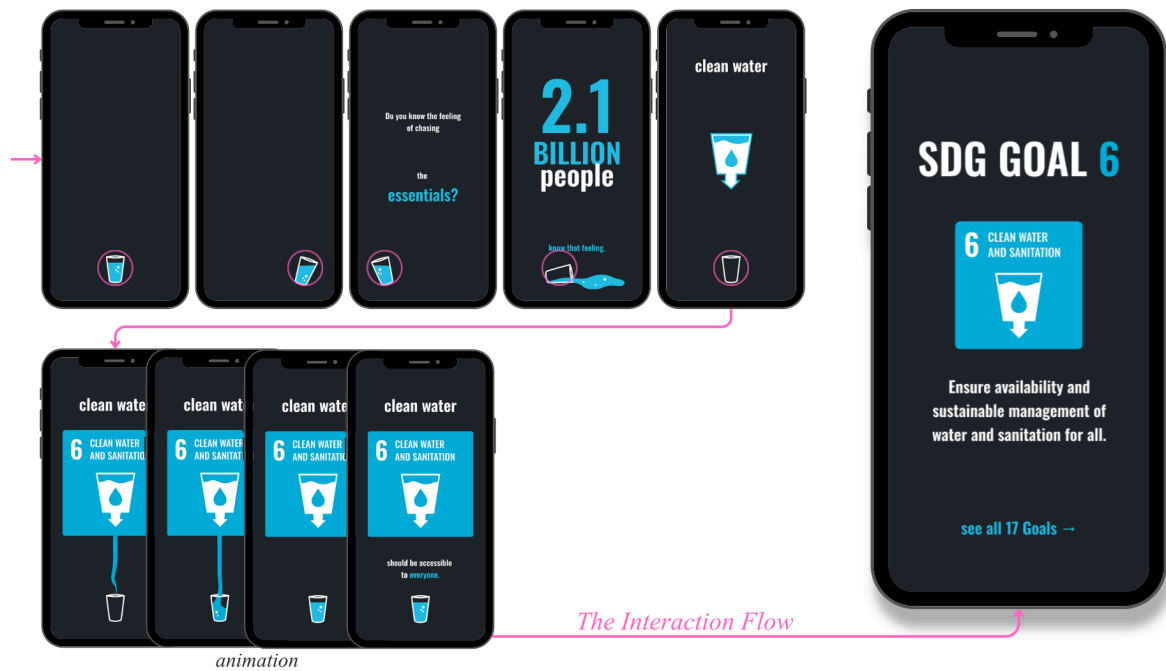 Do you know the feeling
of chasing
the
essentials?
2.1
BILLION
people
know that feeling.
clean water
clean wate
6 CLEAN WATER
AND SANITATIO
clean wat
6 CLEAN WATER
AND SANITATION
clean wate
6 CLEAN WATER
AND SANITATION
clean water
6 CLEAN WATER
AND SANITATION
should be accessible
to everyone.
animation
The Interaction Flow
SDG GOAL 6
6 CLEAN WATER
AND SANITATION
Ensure availability and
sustainable management of
water and sanitation for all.
see all 17 Goals →